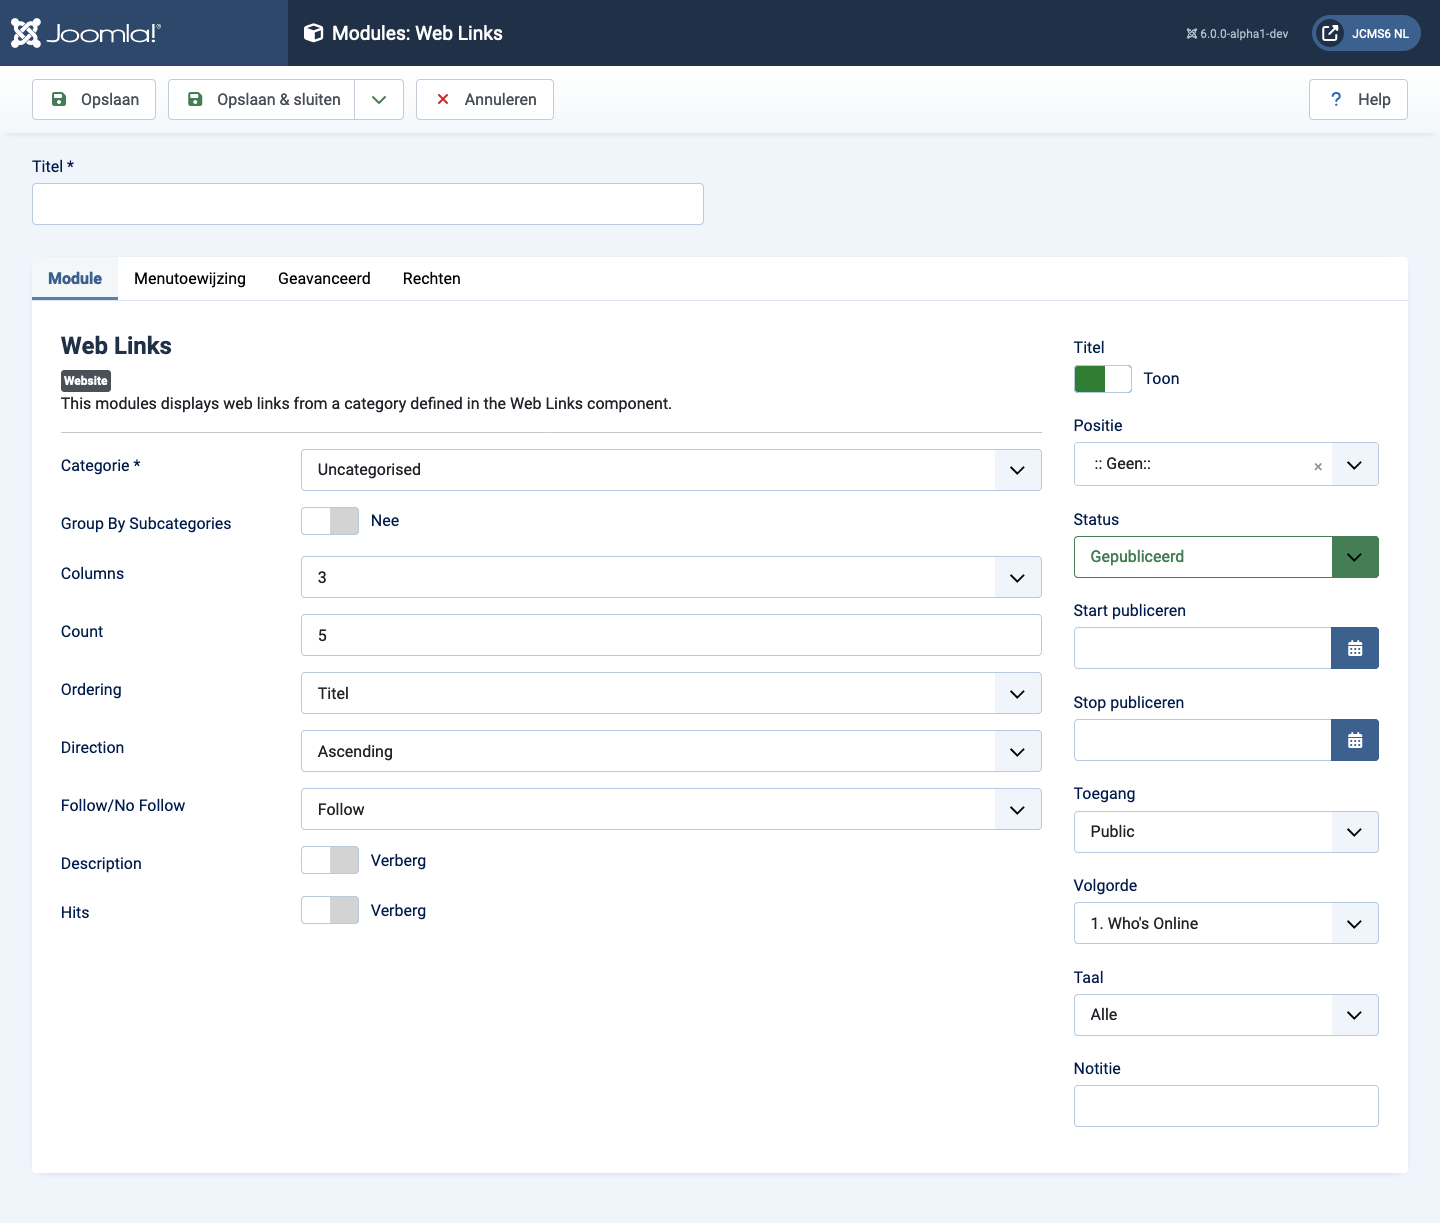 Joomla!®
Modules: Web Links
6.0.0-alpha1-dev
JCMS6 NL
Opslaan
Opslaan & sluiten
Annuleren
? Help
Titel *
Module
Menutoewijzing
Geavanceerd
Rechten
Web Links
Website
This modules displays web links from a category defined in the Web Links component.
Categorie *
Uncategorised
Group By Subcategories
Nee
Columns
3
Count
5
Ordering
Titel
Direction
Ascending
Follow/No Follow
Follow
Description
Verberg
Hits
Verberg
Titel
Toon
Positie
:: Geen::
Status
Gepubliceerd
Start publiceren
Stop publiceren
Toegang
Public
Volgorde
1. Who's Online
Taal
Alle
Notitie